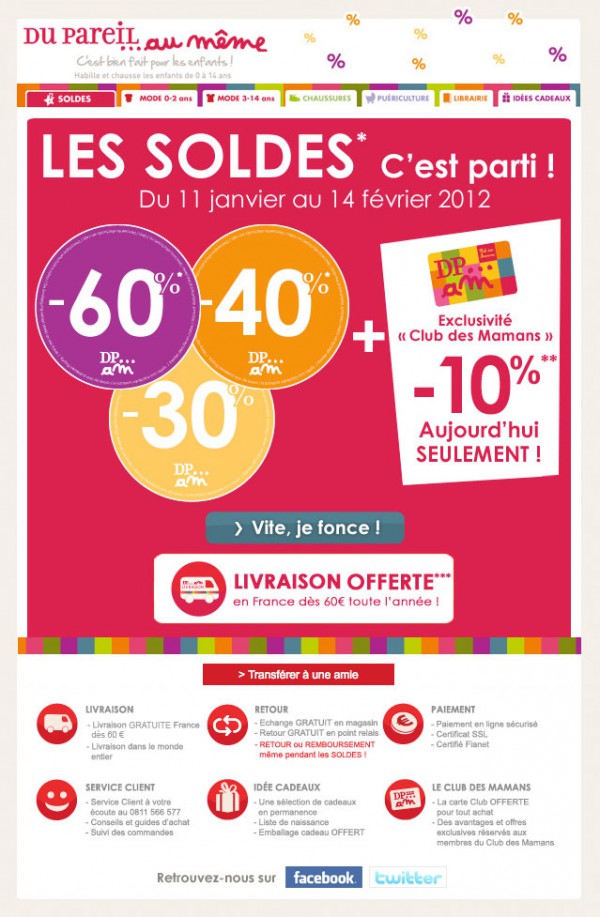 DU PAREIL
...au même
C'est bien fait pour les enfants !
Habille et chausse les enfants de 0 à 14 ans
% % % % % % %
SOLDES
MODE 0-2 ans
MODE 3-14 ans
CHAUSSURES
PUÉRICULTURE
LIBRAIRIE
IDÉES CADEAUX
LES SOLDES* C'est parti !
Du 11 janvier au 14 février 2012
-60%*
DP...
am
-40%*
DP...
am
-30%
DP...
am
+
DP...
am
Exclusivité
« Club des Mamans »
-10%**
Aujourd'hui
SEULEMENT !
❯ Vite, je fonce !
LIVRAISON OFFERTE***
en France dès 60€ toute l'année !
> Transférer à une amie
LIVRAISON
- Livraison GRATUITE France
dès 60 €
- Livraison dans le monde
entier
RETOUR
- Echange GRATUIT en magasin
- Retour GRATUIT en point relais
- RETOUR ou REMBOURSEMENT
même pendant les SOLDES !
PAIEMENT
- Paiement en ligne sécurisé
- Certificat SSL
- Certifié Fianet
SERVICE CLIENT
- Service Client à votre
écoute au 0811 566 577
- Conseils et guides d'achat
- Suivi des commandes
IDÉE CADEAUX
- Une sélection de cadeaux
en permanence
- Liste de naissance
- Emballage cadeau OFFERT
DP...
am
LE CLUB DES MAMANS
- La carte Club OFFERTE
pour tout achat
- Des avantages et offres
exclusives réservés aux
membres du Club des Mamans
Retrouvez-nous sur facebook. twitter